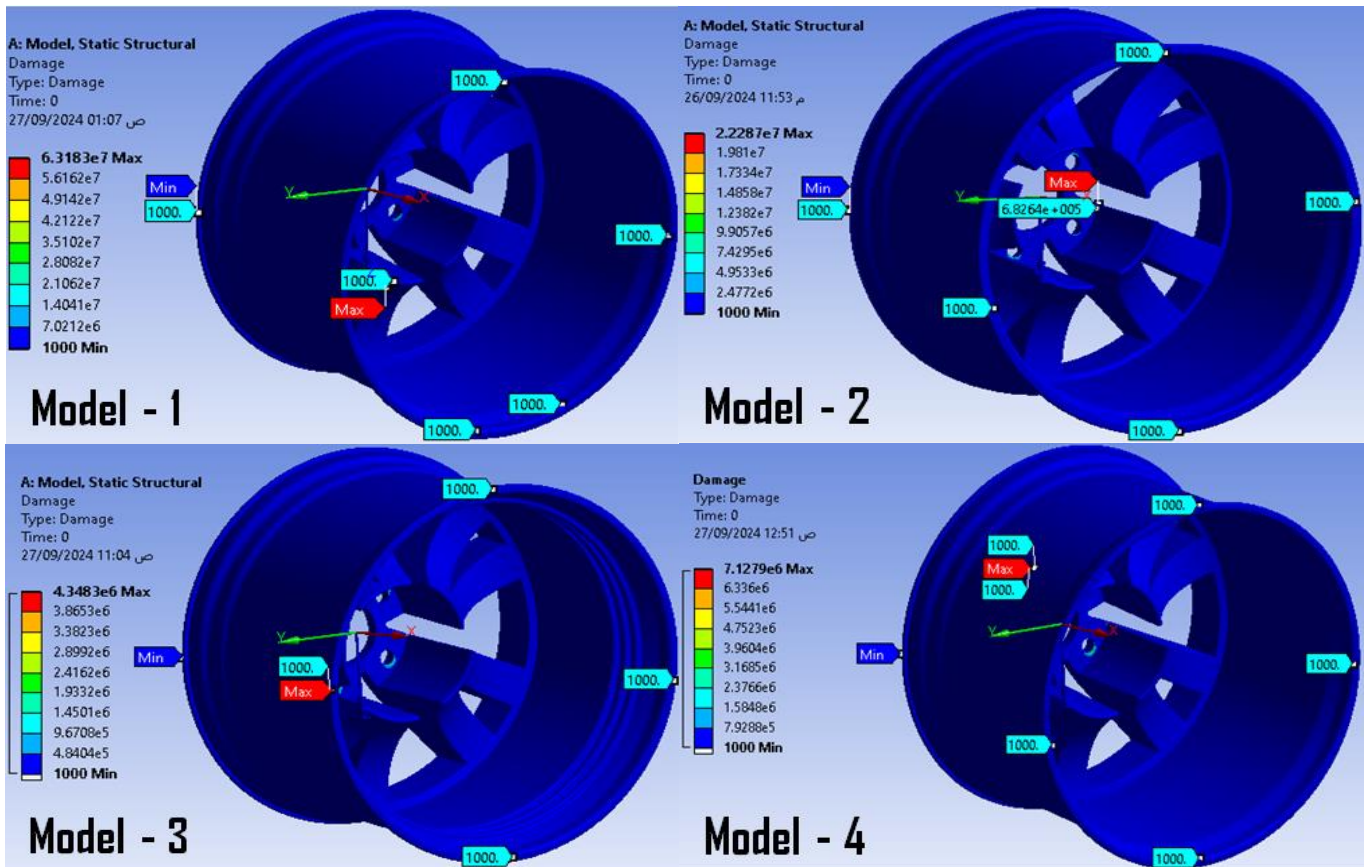 A: Model, Static Structural
Damage
Type: Damage
Time: 0
27/09/2024 01:07 ص
6.3183e7 Max
5.6162e7
4.9142e7
4.2122e7
3.5102e7
2.8082e7
2.1062e7
1.4041e7
7.0212e6
1000 Min
Min
1000.
1000.
1000.
Y
X
1000.
Max
1000.
1000.
Model - 1
A: Model, Static Structural
Damage
Type: Damage
Time: 0
26/09/2024 11:53 م
2.2287e7 Max
1.981e7
1.7334e7
1.4858e7
1.2382e7
9.9057e6
7.4295e6
4.9533e6
2.4772e6
1000 Min
1000.
Min
1000.
Max
Y
6.8264e+005
1000.
1000.
1000.
Model - 2
A: Model, Static Structural
Damage
Type: Damage
Time: 0
27/09/2024 11:04 ص
4.3483e6 Max
3.8653e6
3.3823e6
2.8992e6
2.4162e6
1.9332e6
1.4501e6
9.6708e5
4.8404e5
1000 Min
1000.
Y
X
Min
1000.
Max
1000.
1000.
Model - 3
Damage
Type: Damage
Time: 0
27/09/2024 12:51 ص
7.1279e6 Max
6.336e6
5.5441e6
4.7523e6
3.9604e6
3.1685e6
2.3766e6
1.5848e6
7.9288e5
1000 Min
1000.
1000.
Max
1000.
Y
X
Min
1000.
1000.
1000.
Model - 4